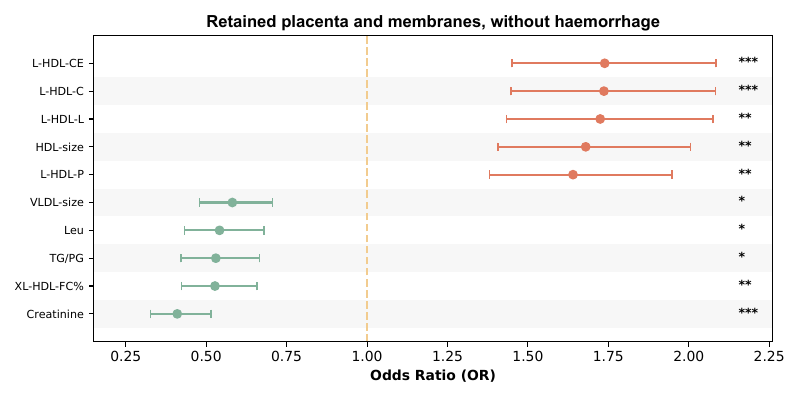 Retained placenta and membranes, without haemorrhage
L-HDL-CE ***
L-HDL-C ***
L-HDL-L **
HDL-size **
L-HDL-P **
VLDL-size *
Leu *
TG/PG *
XL-HDL-FC% **
Creatinine ***
0.25 0.50 0.75 1.00 1.25 1.50 1.75 2.00 2.25
Odds Ratio (OR)